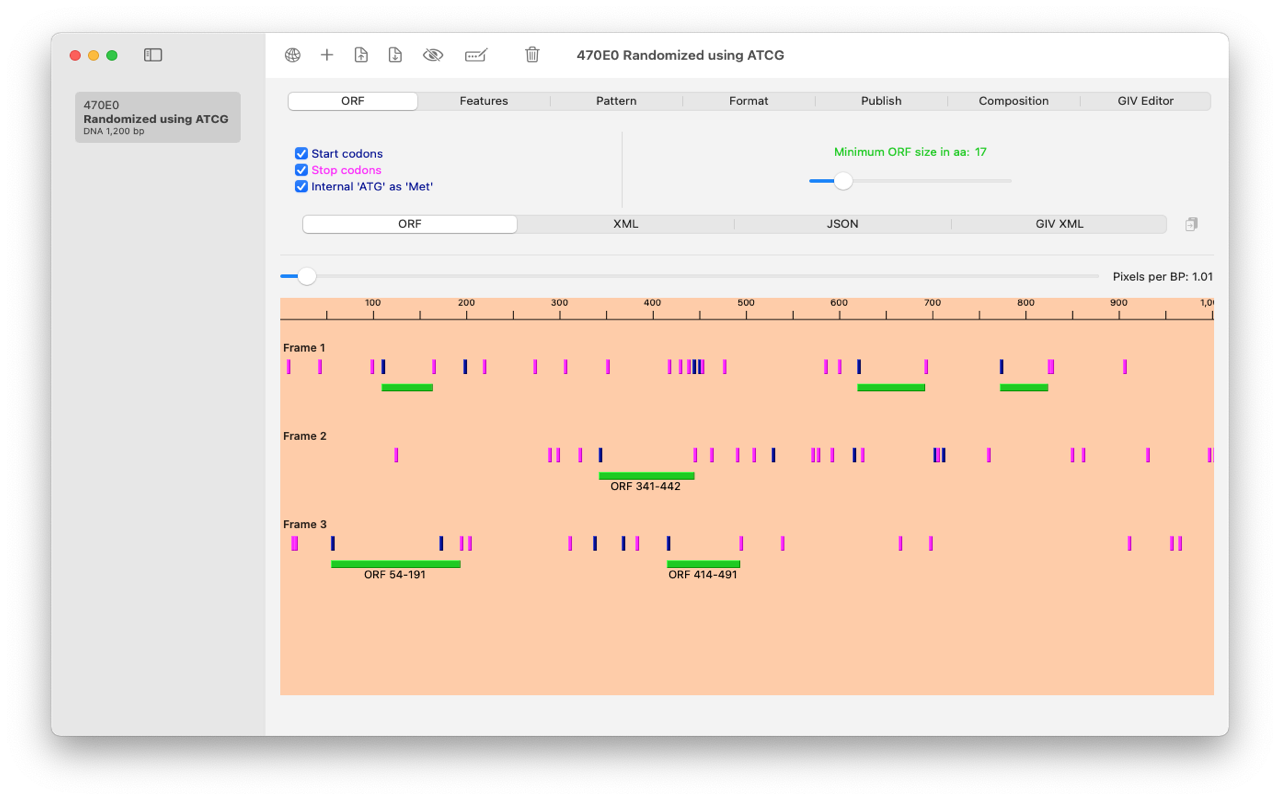 470E0 Randomized using ATCG
470E0
Randomized using ATCG
DNA 1,200 bp
ORF Features Pattern Format Publish Composition GIV Editor
Start codons
Stop codons
Internal 'ATG' as 'Met'
Minimum ORF size in aa: 17
ORF XML JSON GIV XML
Pixels per BP: 1.01
100 200 300 400 500 600 700 800 900 1,0
Frame 1
Frame 2
ORF 341-442
Frame 3
ORF 54-191 ORF 414-491